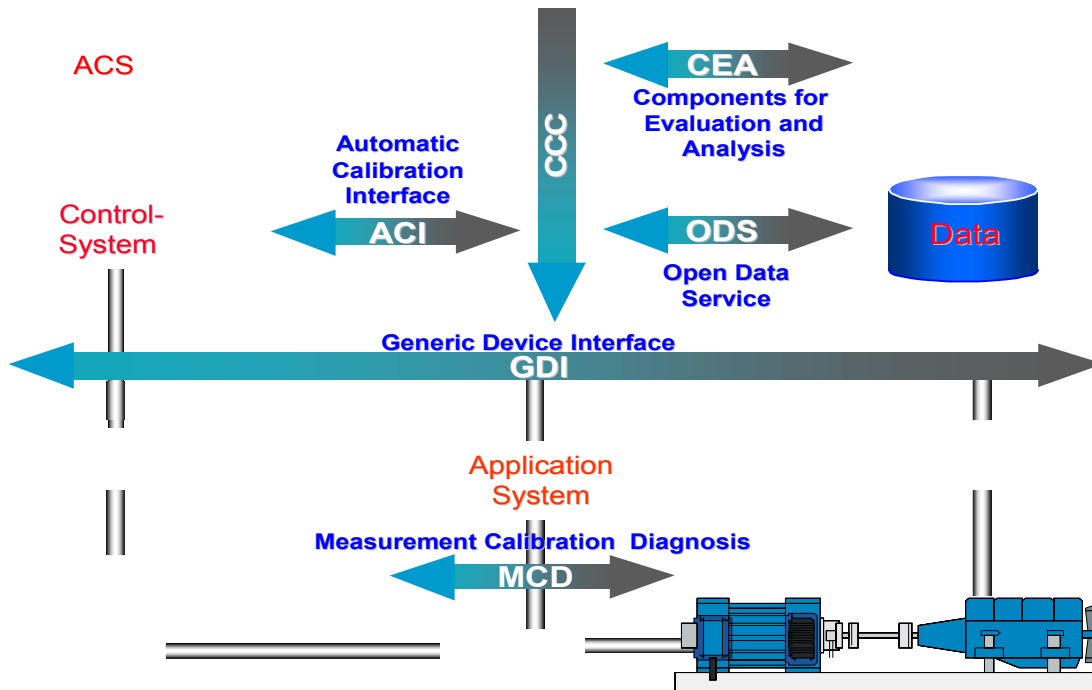 ACS
CEA
Components for
Evaluation and
Analysis
CCC
Automatic
Calibration
Interface
ACI
Control-
System
ODS
Open Data
Service
Data
Generic Device Interface
GDI
Application
System
Measurement Calibration Diagnosis
MCD